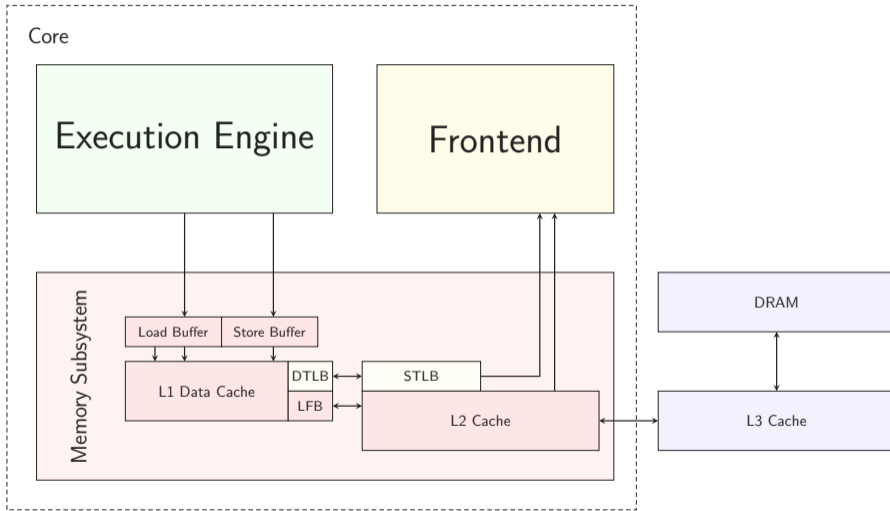 Core
Execution Engine
Frontend
Memory Subsystem
Load Buffer
Store Buffer
L1 Data Cache
DTLB
LFB
STLB
L2 Cache
DRAM
L3 Cache